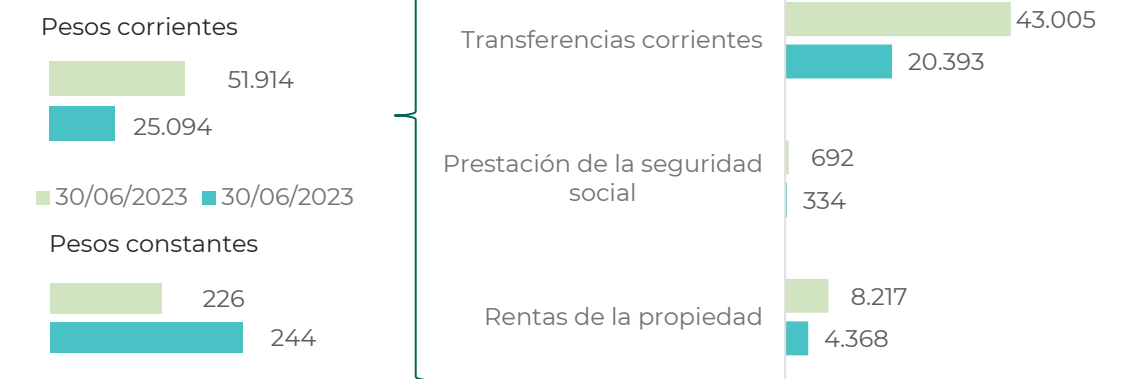 Pesos corrientes
51.914
25.094
30/06/2023 30/06/2023
Pesos constantes
226
244
Transferencias corrientes
43.005
20.393
Prestación de la seguridad
social
692
334
Rentas de la propiedad
8.217
4.368